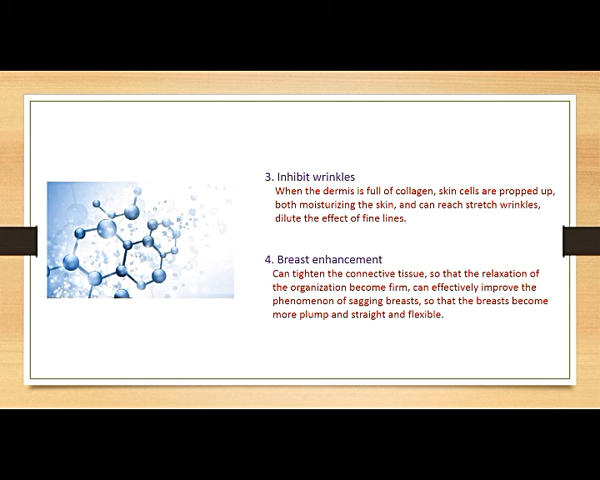 3. Inhibit wrinkles
When the dermis is full of collagen, skin cells are propped up,
both moisturizing the skin, and can reach stretch wrinkles,
dilute the effect of fine lines.
4. Breast enhancement
Can tighten the connective tissue, so that the relaxation of
the organization become firm, can effectively improve the
phenomenon of sagging breasts, so that the breasts become
more plump and straight and flexible.